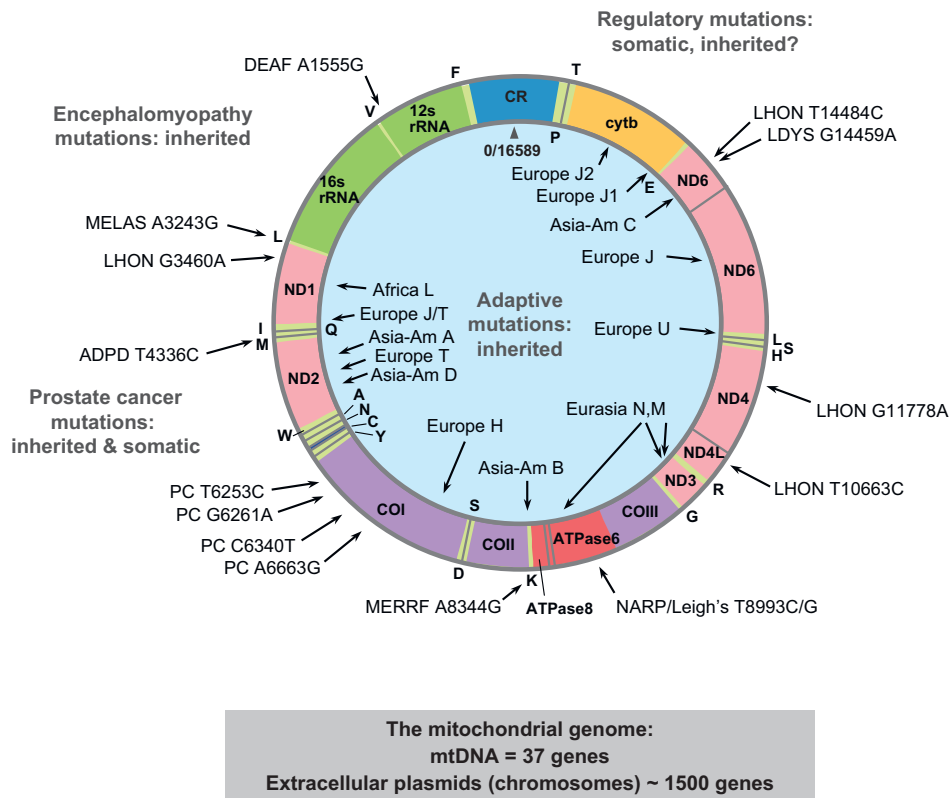 Regulatory mutations:
somatic, inherited?
Encephalomyopathy
mutations: inherited
Prostate cancer
mutations:
inherited & somatic
Adaptive
mutations:
inherited
DEAF A1555G
F
CR
T
P
0/16589
cytb
E
LHON T14484C
LDYS G14459A
ND6
ND6
V
12s
rRNA
16s
rRNA
Europe J2
Europe J1
Asia-Am C
Europe J
Europe U
L
S
H
MELAS A3243G
L
LHON G3460A
ND1
Africa L
I
Q
M
Europe J/T
ADPD T4336C
Asia-Am A
Europe T
Asia-Am D
ND2
A
N
C
Y
W
ND4
LHON G11778A
ND4L
LHON T10663C
R
ND3
G
Eurasia N,M
Europe H
Asia-Am B
PC T6253C
PC G6261A
PC C6340T
PC A6663G
COI
S
D
COII
K
MERRF A8344G
ATPase8
ATPase6
COIII
NARP/Leigh's T8993C/G
The mitochondrial genome:
mtDNA = 37 genes
Extracellular plasmids (chromosomes) ~ 1500 genes